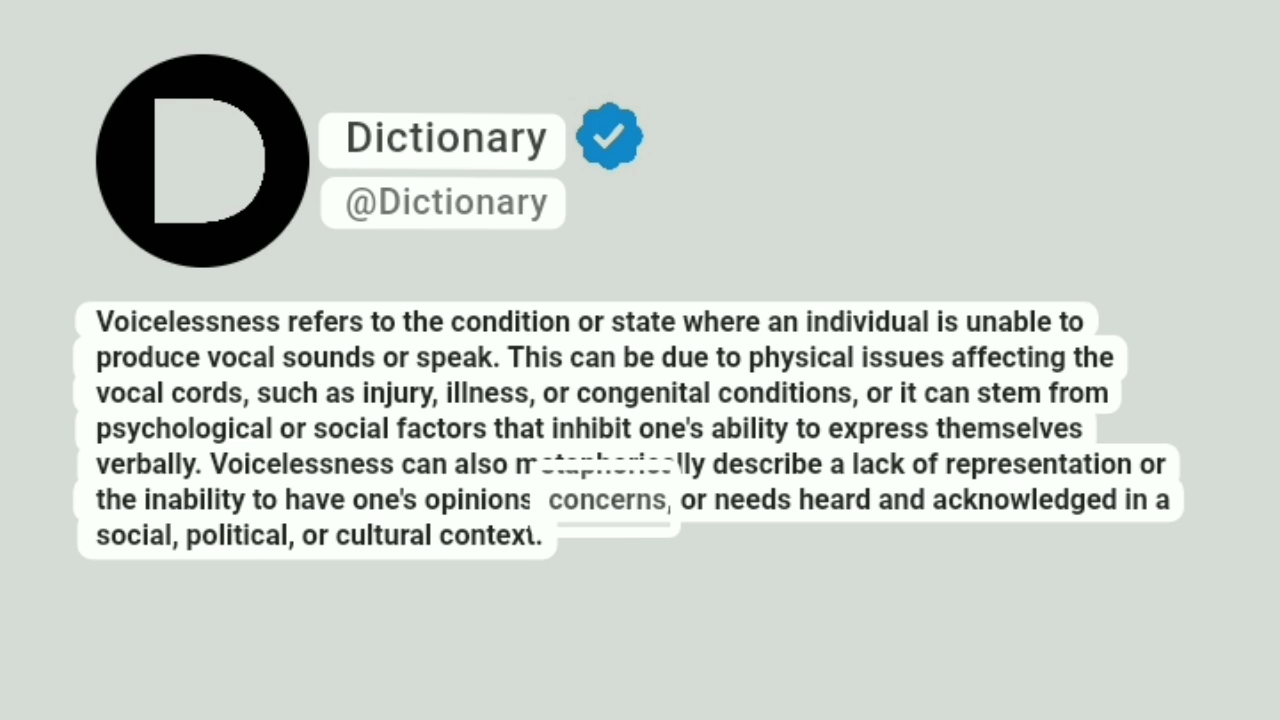 D
Dictionary
@Dictionary
Voicelessness refers to the condition or state where an individual is unable to
produce vocal sounds or speak. This can be due to physical issues affecting the
vocal cords, such as injury, illness, or congenital conditions, or it can stem from
psychological or social factors that inhibit one's ability to express themselves
verbally. Voicelessness can also metaphorically describe a lack of representation or
the inability to have one's opinions concerns, or needs heard and acknowledged in a
social, political, or cultural context.